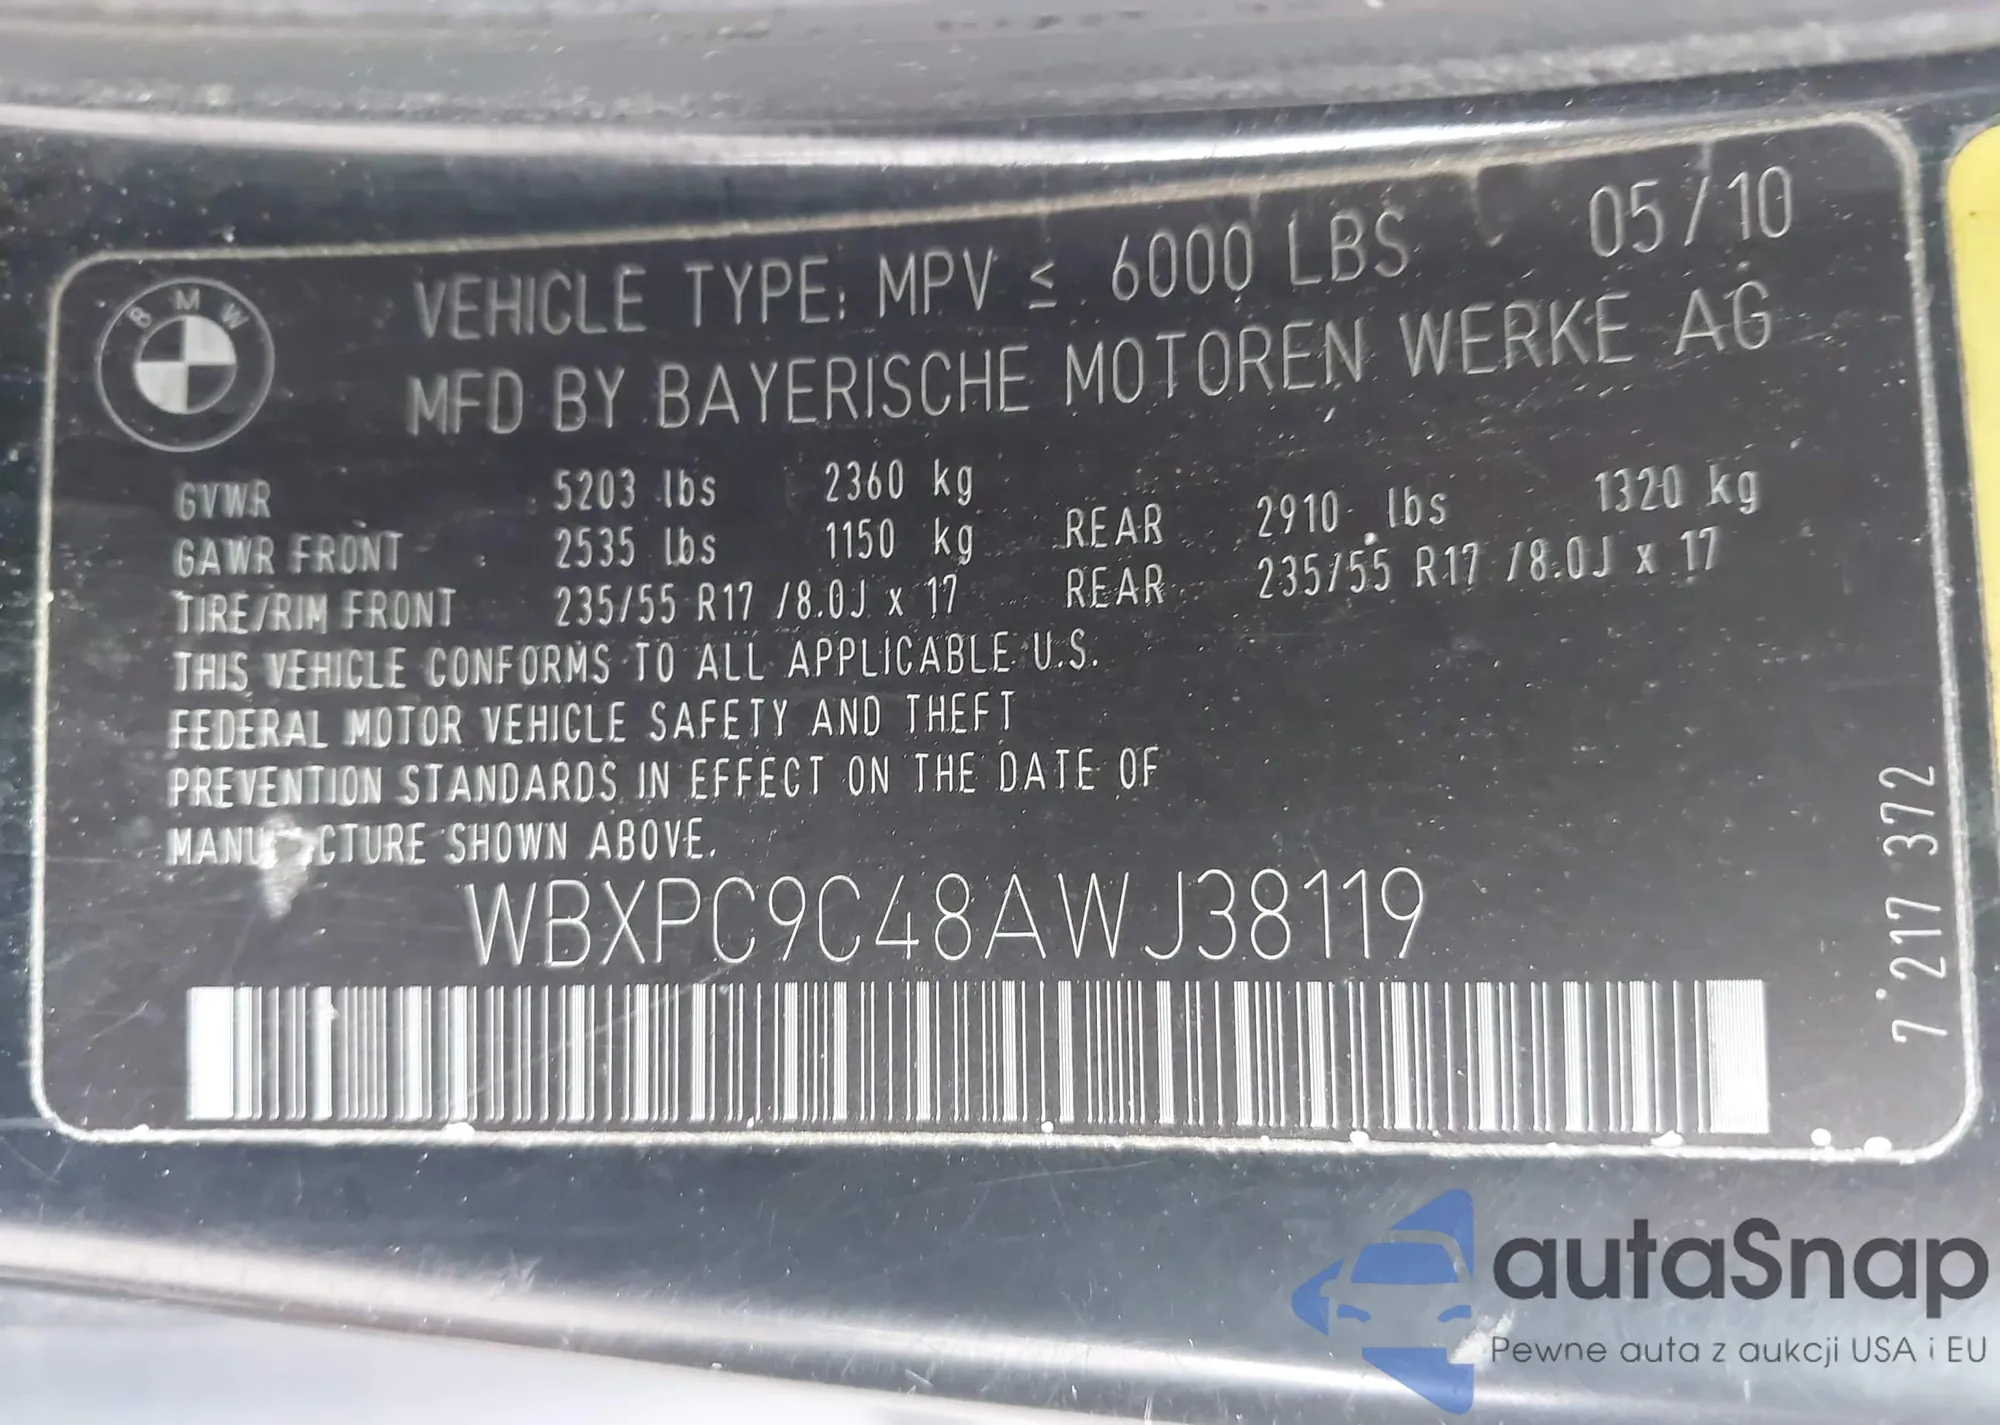 BMW
VEHICLE TYPE: MPV ≤ 6000 LBS 05/10
MFD BY BAYERISCHE MOTOREN WERKE AG
GVWR 5203 lbs 2360 kg
GAWR FRONT 2535 lbs 1150 kg REAR 2910 lbs 1320 kg
TIRE/RIM FRONT 235/55 R17 /8.0J x 17 REAR 235/55 R17 /8.0J x 17
THIS VEHICLE CONFORMS TO ALL APPLICABLE U.S.
FEDERAL MOTOR VEHICLE SAFETY AND THEFT
PREVENTION STANDARDS IN EFFECT ON THE DATE OF
MANUFACTURE SHOWN ABOVE.
WBXPC9C48AWJ38119
7 217 372
autaSnap
Pewne auta z aukcji USA i EU